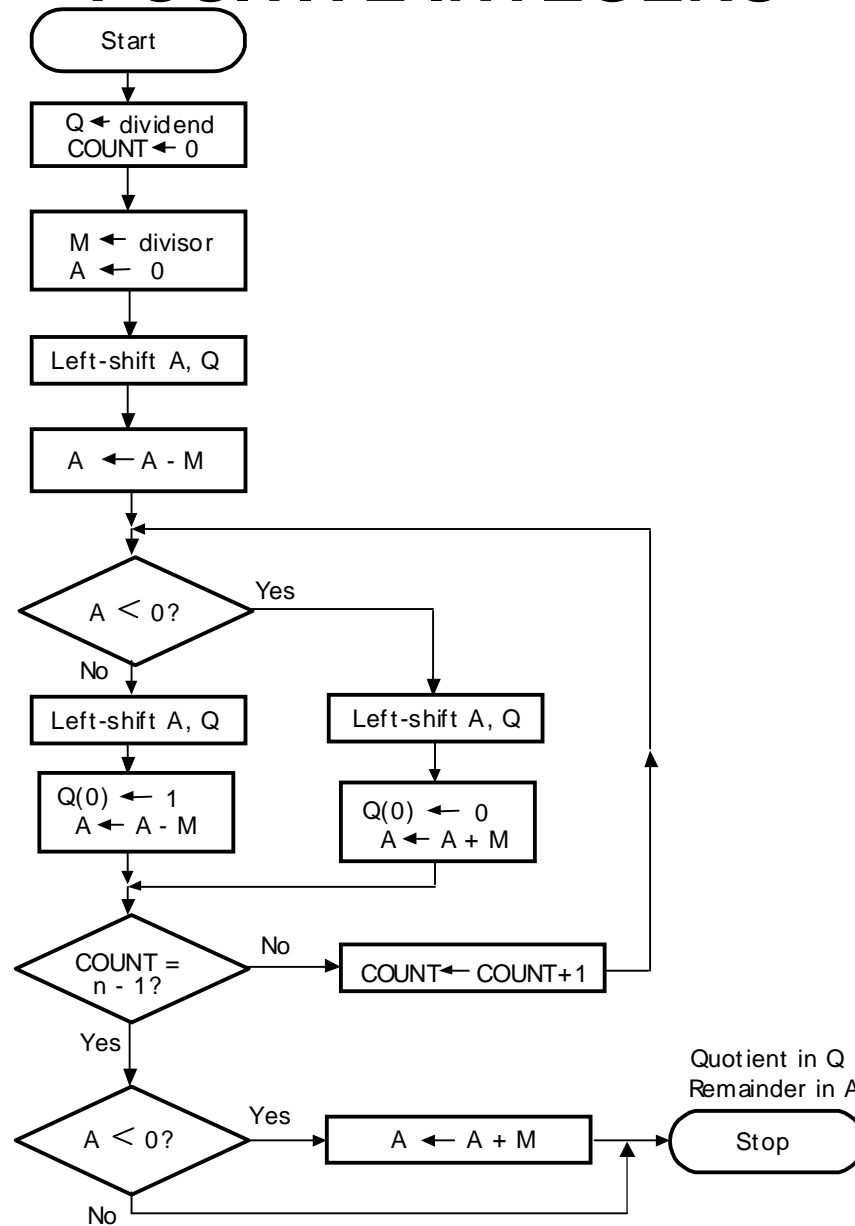 Start
Q ← dividend
COUNT ← 0
M ← divisor
A ← 0
Left-shift A, Q
A ← A - M
A < 0?
Yes
No
Left-shift A, Q
Left-shift A, Q
Q(0) ← 1
A ← A - M
Q(0) ← 0
A ← A + M
COUNT =
n - 1?
No
COUNT ← COUNT+1
Yes
Quotient in Q
Remainder in A
A < 0?
Yes
A ← A + M
Stop
No